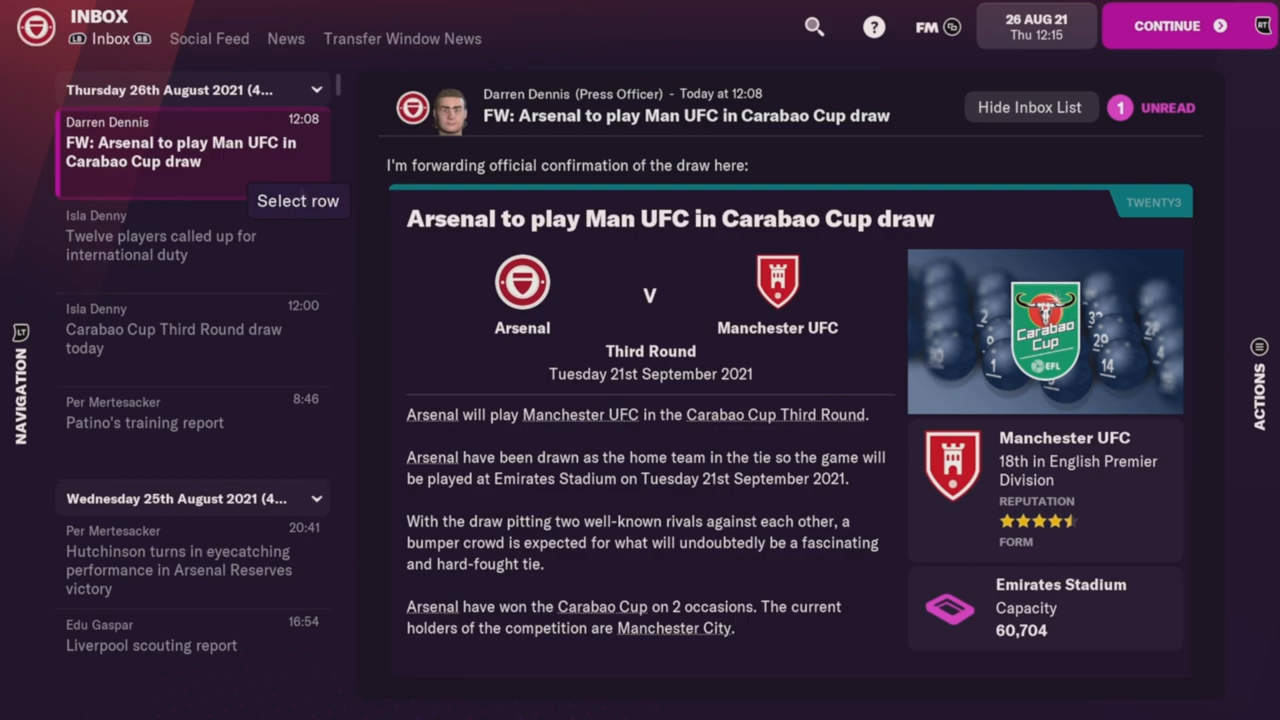 INBOX
LB Inbox RB Social Feed News Transfer Window News
FM
26 AUG 21
Thu 12:15
CONTINUE
RT
Thursday 26th August 2021 (4...
Darren Dennis 12:08
FW: Arsenal to play Man UFC in
Carabao Cup draw
Select row
Isla Denny
Twelve players called up for
international duty
Isla Denny 12:00
Carabao Cup Third Round draw
today
Per Mertesacker 8:46
Patino's training report
Wednesday 25th August 2021 (4...
Per Mertesacker 20:41
Hutchinson turns in eyecatching
performance in Arsenal Reserves
victory
Edu Gaspar 16:54
Liverpool scouting report
LT
NAVIGATION
Darren Dennis (Press Officer) - Today at 12:08
FW: Arsenal to play Man UFC in Carabao Cup draw
Hide Inbox List
1 UNREAD
I'm forwarding official confirmation of the draw here:
TWENTY3
Arsenal to play Man UFC in Carabao Cup draw
V
Arsenal Manchester UFC
Third Round
Tuesday 21st September 2021
Arsenal will play Manchester UFC in the Carabao Cup Third Round.
Arsenal have been drawn as the home team in the tie so the game will
be played at Emirates Stadium on Tuesday 21st September 2021.
With the draw pitting two well-known rivals against each other, a
bumper crowd is expected for what will undoubtedly be a fascinating
and hard-fought tie.
Arsenal have won the Carabao Cup on 2 occasions. The current
holders of the competition are Manchester City.
Carabao
Cup
EFL
1
29
14
Manchester UFC
18th in English Premier
Division
REPUTATION
FORM
Emirates Stadium
Capacity
60,704
ACTIONS